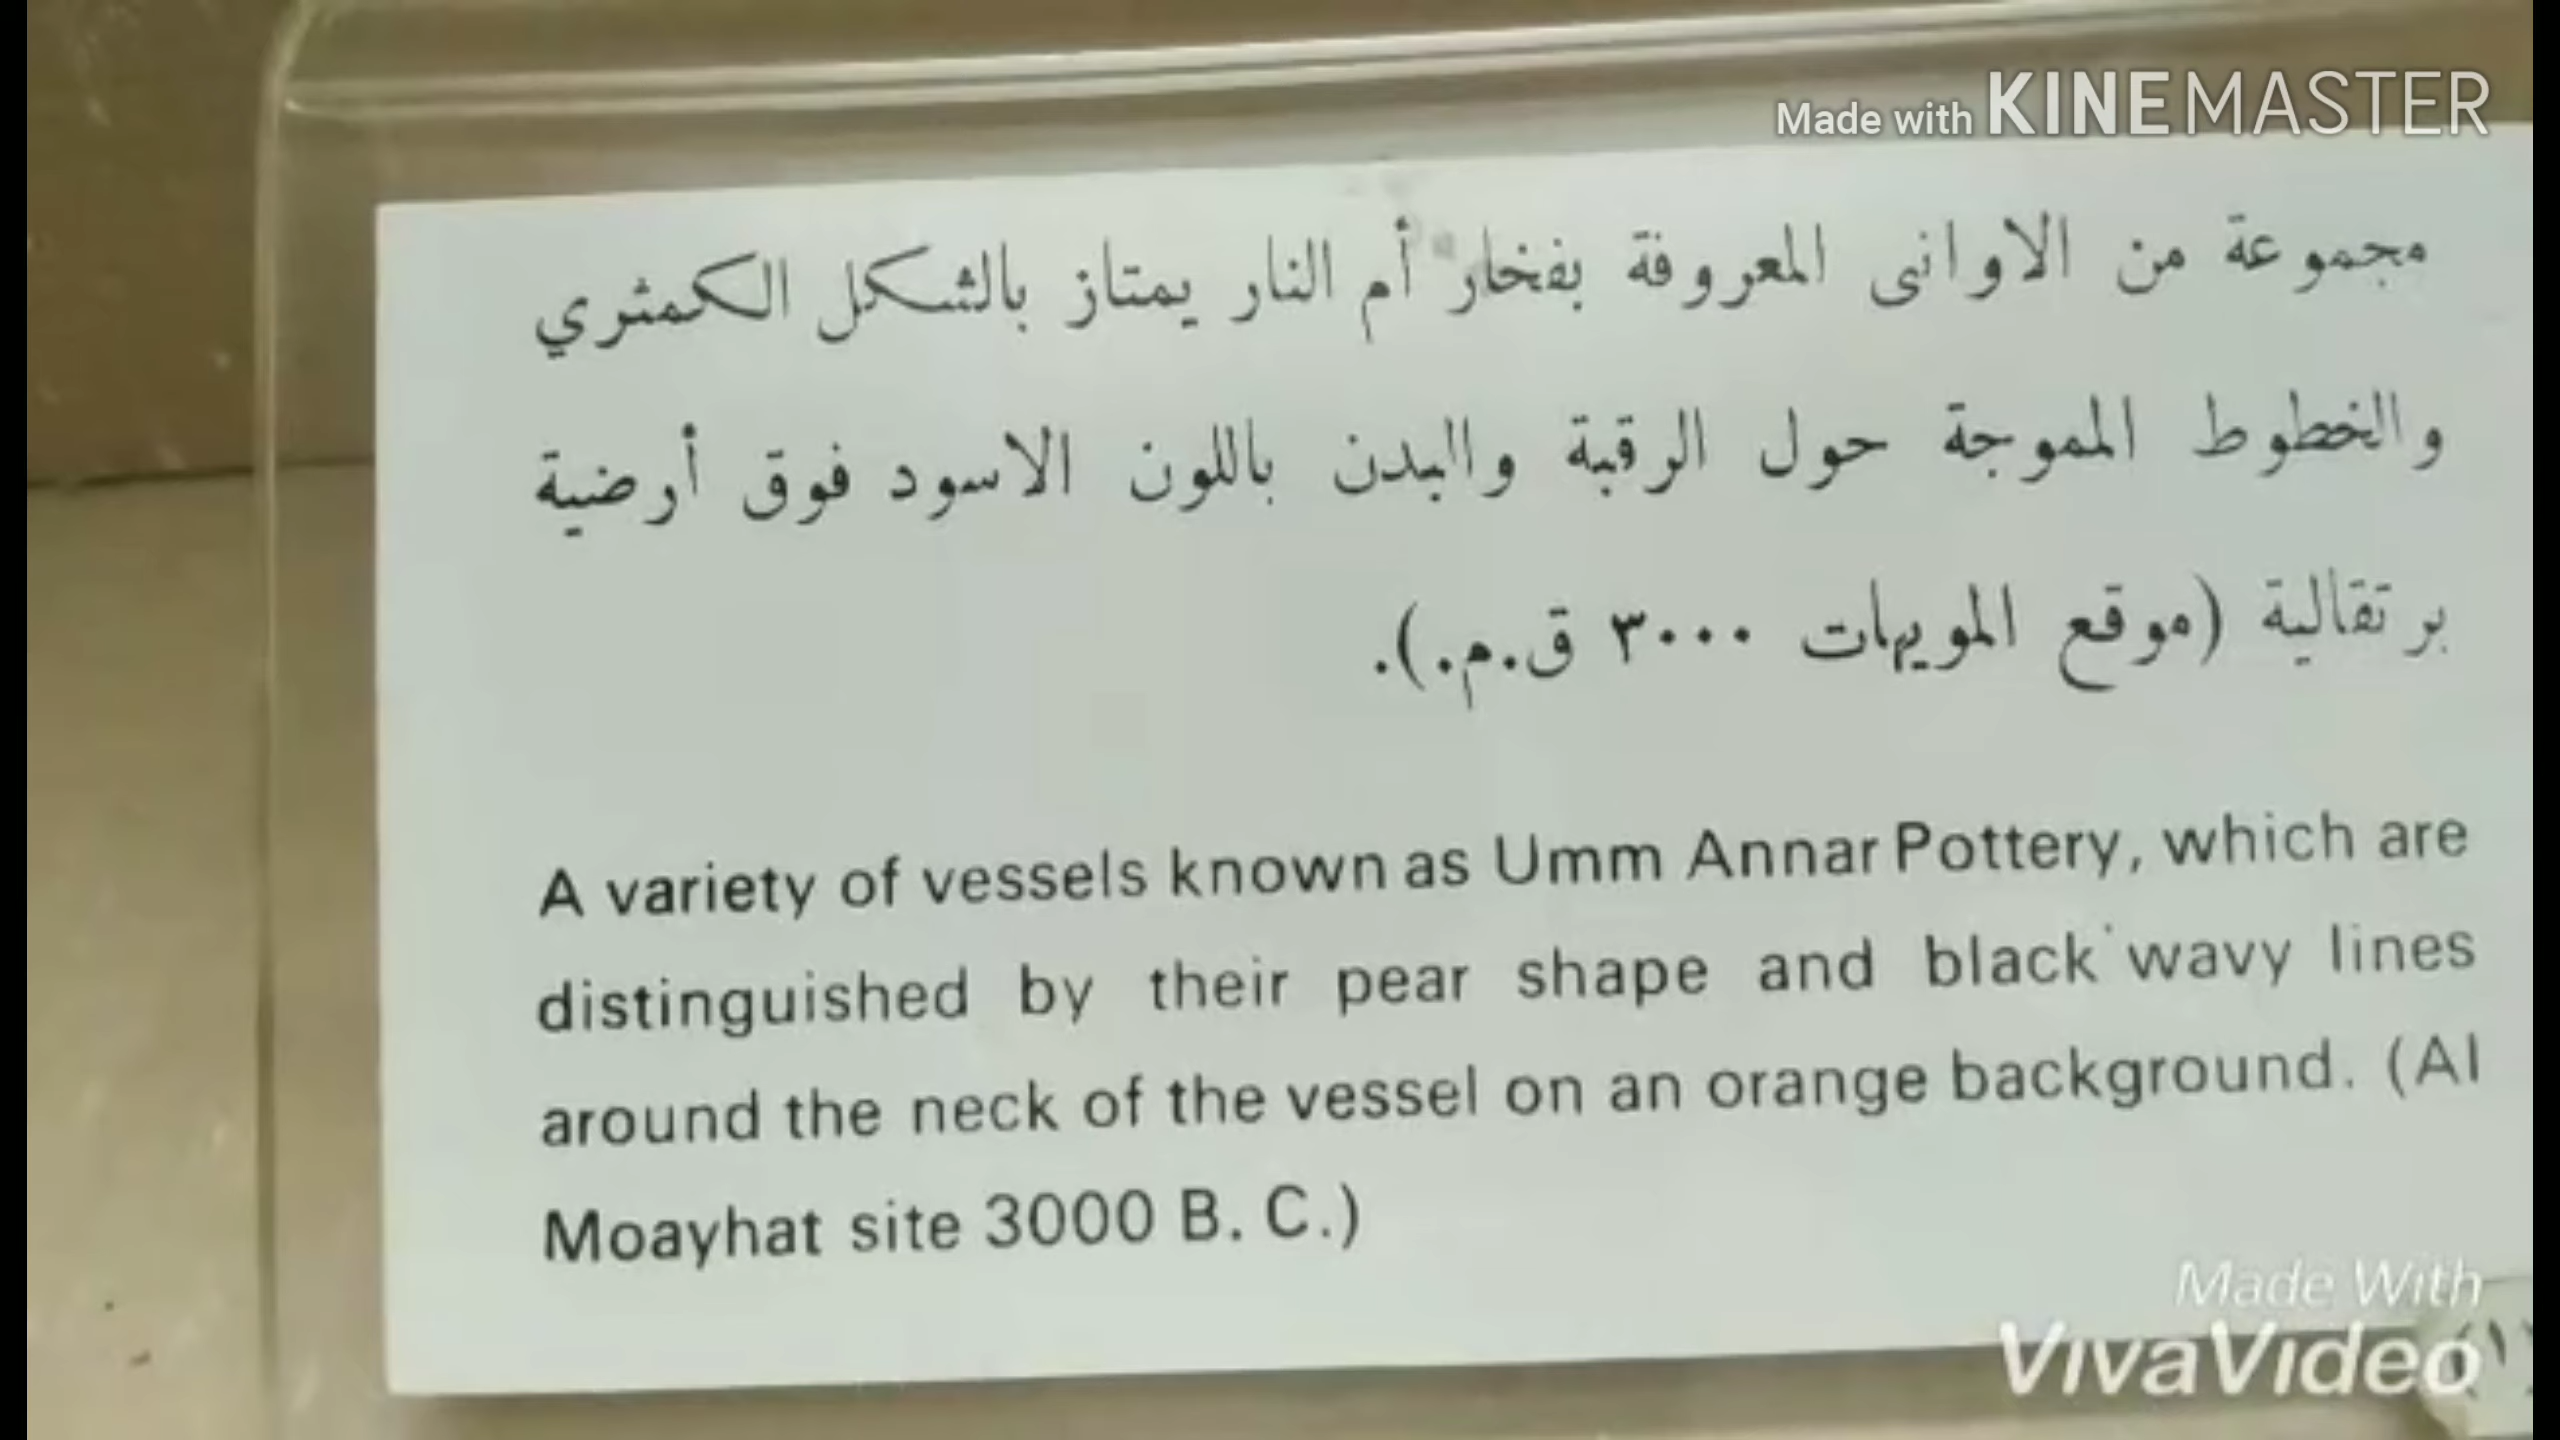 Made with KINEMASTER
مجموعة من الاوانى المعروفة بفخار أم النار يمتاز بالشكل الكمثري
والخطوط المموجة حول الرقبة والبدن باللون الاسود فوق أرضية
برتقالية (موقع المويهات ٣٠٠٠ ق.م.).
A variety of vessels known as Umm Annar Pottery, which are
distinguished by their pear shape and black wavy lines
around the neck of the vessel on an orange background. (Al
Moayhat site 3000 B. C.)
Made With
VivaVideo